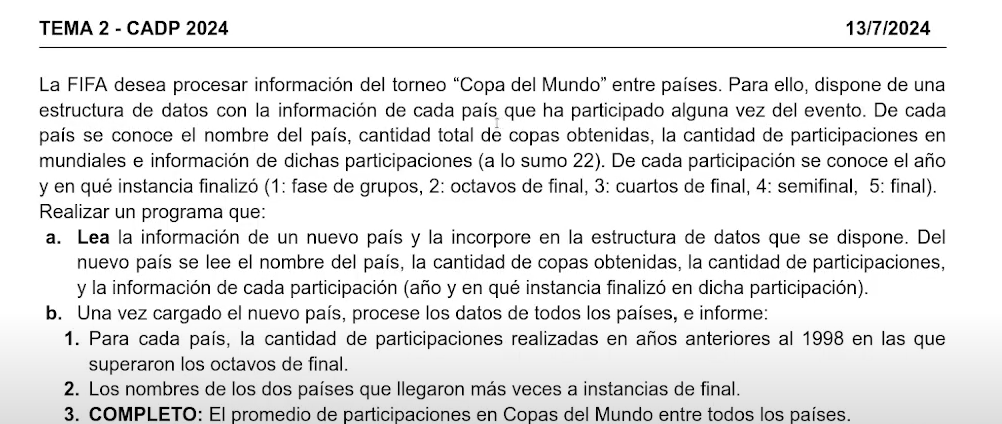 TEMA 2 - CADP 2024 13/7/2024
La FIFA desea procesar información del torneo “Copa del Mundo” entre países. Para ello, dispone de una
estructura de datos con la información de cada país que ha participado alguna vez del evento. De cada
país se conoce el nombre del país, cantidad total de copas obtenidas, la cantidad de participaciones en
mundiales e información de dichas participaciones (a lo sumo 22). De cada participación se conoce el año
y en qué instancia finalizó (1: fase de grupos, 2: octavos de final, 3: cuartos de final, 4: semifinal, 5: final).
Realizar un programa que:
a. Lea la información de un nuevo país y la incorpore en la estructura de datos que se dispone. Del
nuevo país se lee el nombre del país, la cantidad de copas obtenidas, la cantidad de participaciones,
y la información de cada participación (año y en qué instancia finalizó en dicha participación).
b. Una vez cargado el nuevo país, procese los datos de todos los países, e informe:
1. Para cada país, la cantidad de participaciones realizadas en años anteriores al 1998 en las que
superaron los octavos de final.
2. Los nombres de los dos países que llegaron más veces a instancias de final.
3. COMPLETO: El promedio de participaciones en Copas del Mundo entre todos los países.